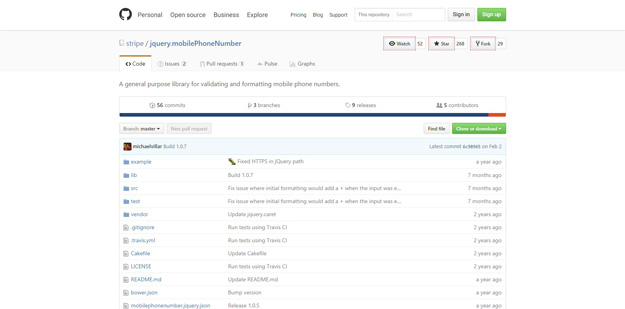 Personal Open source Business Explore Pricing Blog Support This repository Search Sign in Sign up
stripe / jquery.mobilePhoneNumber Watch 52 Star 268 Fork 29
Code Issues 2 Pull requests 1 Pulse Graphs
A general purpose library for validating and formatting mobile phone numbers.
56 commits 3 branches 9 releases 5 contributors
Branch: master New pull request Find file Clone or download
michaelvillar Build 1.0.7 Latest commit on Feb 2
example Fixed HTTPS in jQuery path a year ago
lib Build 1.0.7 7 months ago
src Fix issue where initial formatting would add a + when the input was e... 7 months ago
test Fix issue where initial formatting would add a + when the input was e... 7 months ago
vendor Update jquery.caret 2 years ago
.gitignore Run tests using Travis CI 2 years ago
.travis.yml Run tests using Travis CI 2 years ago
Cakefile Update Cakefile 2 years ago
LICENSE Run tests using Travis CI 2 years ago
README.md Update README.md a year ago
bower.json Bump version a year ago
mobilephonenumber.jquery.json Release 1.0.5 a year ago